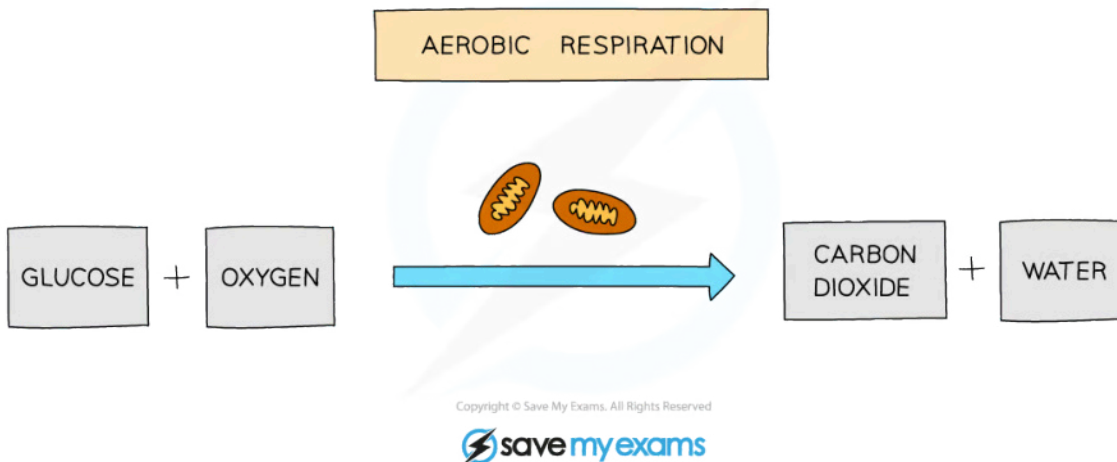 AEROBIC RESPIRATION
GLUCOSE + OXYGEN
CARBON DIOXIDE + WATER
Copyright © Save My Exams. All Rights Reserved
save my exams